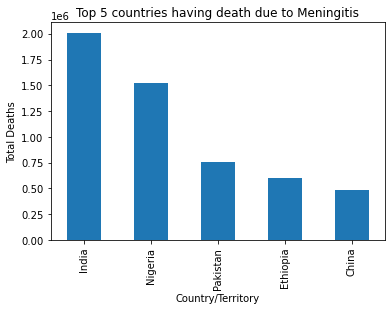 Top 5 countries having death due to Meningitis
1e6
2.00
1.75
1.50
1.25
1.00
0.75
0.50
0.25
0.00
Total Deaths
India
Nigeria
Pakistan
Ethiopia
China
Country/Territory